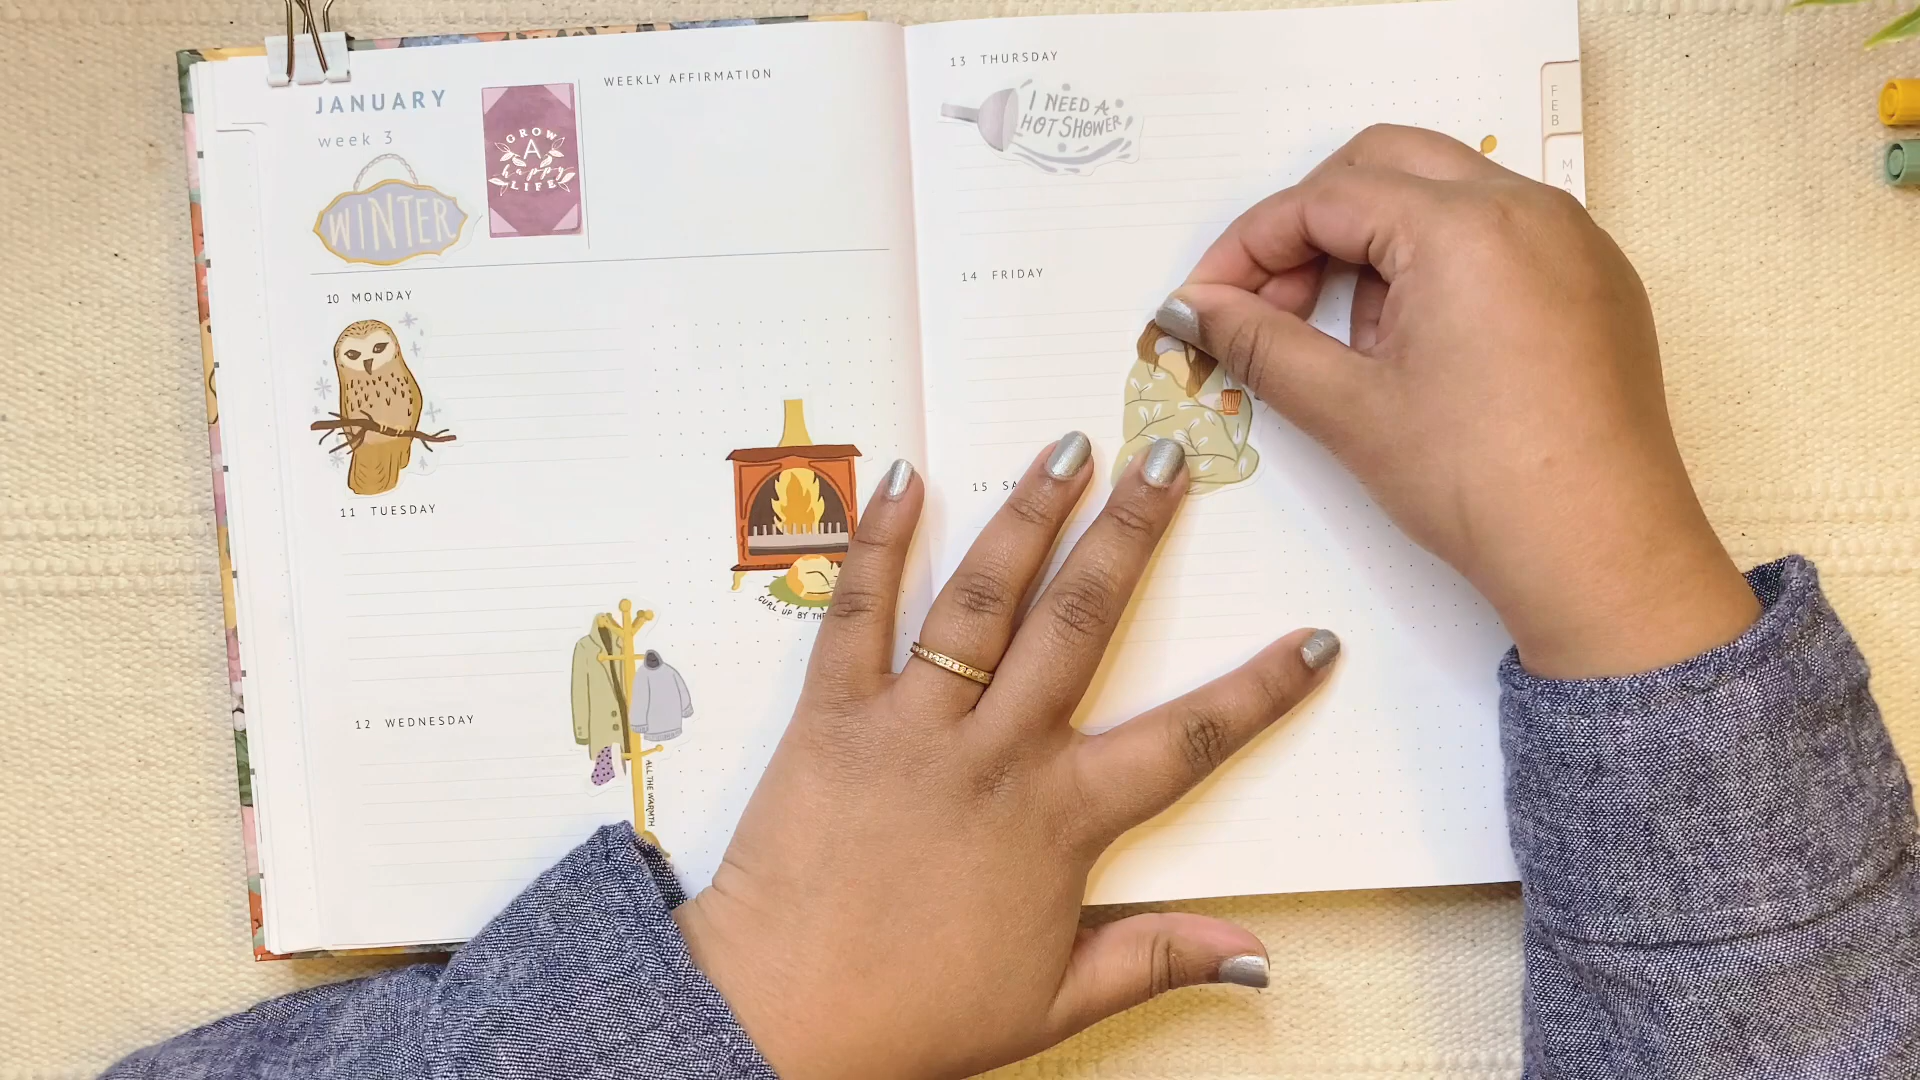 JANUARY
week 3
WINTER
GROW
A
happy
LIFE
WEEKLY AFFIRMATION
10 MONDAY
11 TUESDAY
CURL UP BY THE
12 WEDNESDAY
ALL THE WARMTH
13 THURSDAY
I NEED A
HOT SHOWER
14 FRIDAY
15
FEB